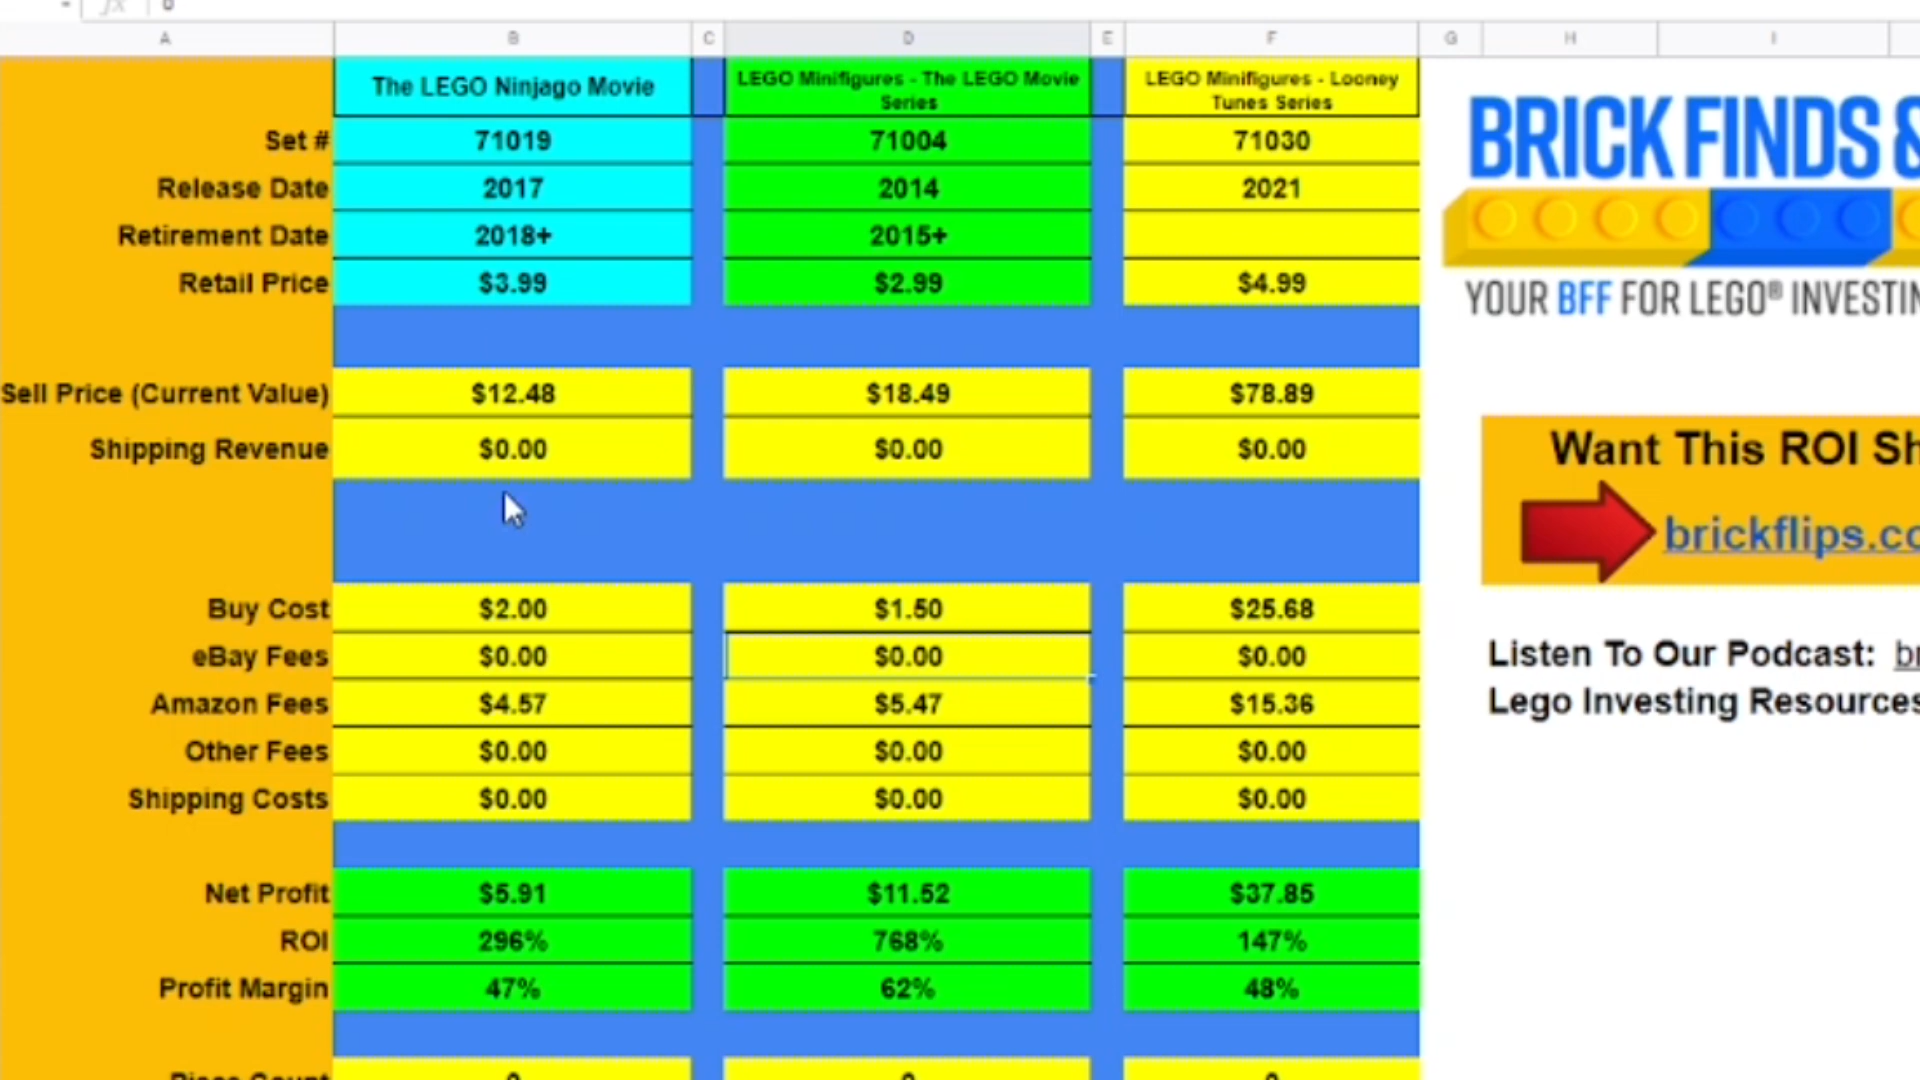 fx 0
A B C D E F G H I
The LEGO Ninjago Movie LEGO Minifigures - The LEGO Movie Series LEGO Minifigures - Looney Tunes Series
Set # 71019 71004 71030
Release Date 2017 2014 2021
Retirement Date 2018+ 2015+
Retail Price $3.99 $2.99 $4.99
Sell Price (Current Value) $12.48 $18.49 $78.89
Shipping Revenue $0.00 $0.00 $0.00
Buy Cost $2.00 $1.50 $25.68
eBay Fees $0.00 $0.00 $0.00
Amazon Fees $4.57 $5.47 $15.36
Other Fees $0.00 $0.00 $0.00
Shipping Costs $0.00 $0.00 $0.00
Net Profit $5.91 $11.52 $37.85
ROI 296% 768% 147%
Profit Margin 47% 62% 48%
BRICK FINDS &
YOUR BFF FOR LEGO® INVESTIN
Want This ROI Sh
brickflips.co
Listen To Our Podcast: br
Lego Investing Resources